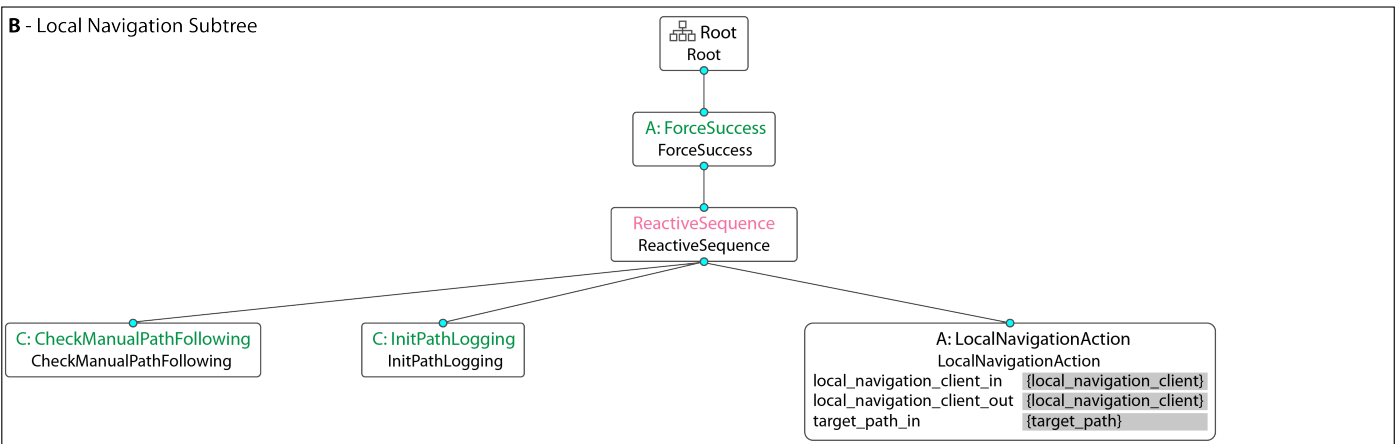 B - Local Navigation Subtree
Root
Root
A: ForceSuccess
ForceSuccess
ReactiveSequence
ReactiveSequence
C: CheckManualPathFollowing
CheckManualPathFollowing
C: InitPathLogging
InitPathLogging
A: LocalNavigationAction
LocalNavigationAction
local_navigation_client_in {local_navigation_client}
local_navigation_client_out {local_navigation_client}
target_path_in {target_path}